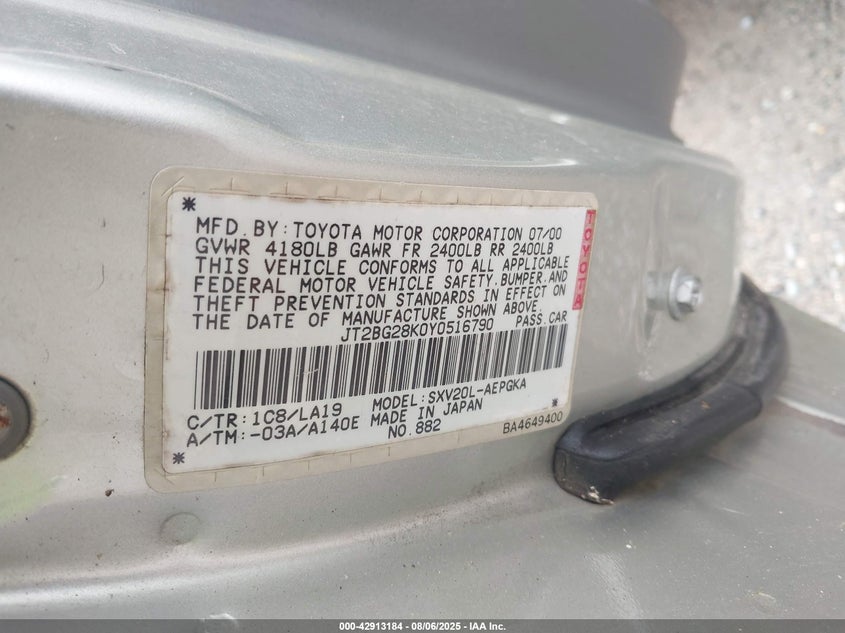 MFD. BY: TOYOTA MOTOR CORPORATION 07/00
GVWR 4180LB GAWR FR 2400LB RR 2400LB
THIS VEHICLE CONFORMS TO ALL APPLICABLE
FEDERAL MOTOR VEHICLE SAFETY. BUMPER. AND
THEFT PREVENTION STANDARDS IN EFFECT ON
THE DATE OF MANUFACTURE SHOWN ABOVE.
JT2BG28K0Y0516790 PASS.CAR
C/TR: 1C8/LA19 MODEL: SXV20L-AEPGKA
A/TM: -03A/A140E MADE IN JAPAN
NO. 882 BA4649400
TOYOTA
000-42913184 - 08/06/2025 - IAA Inc.